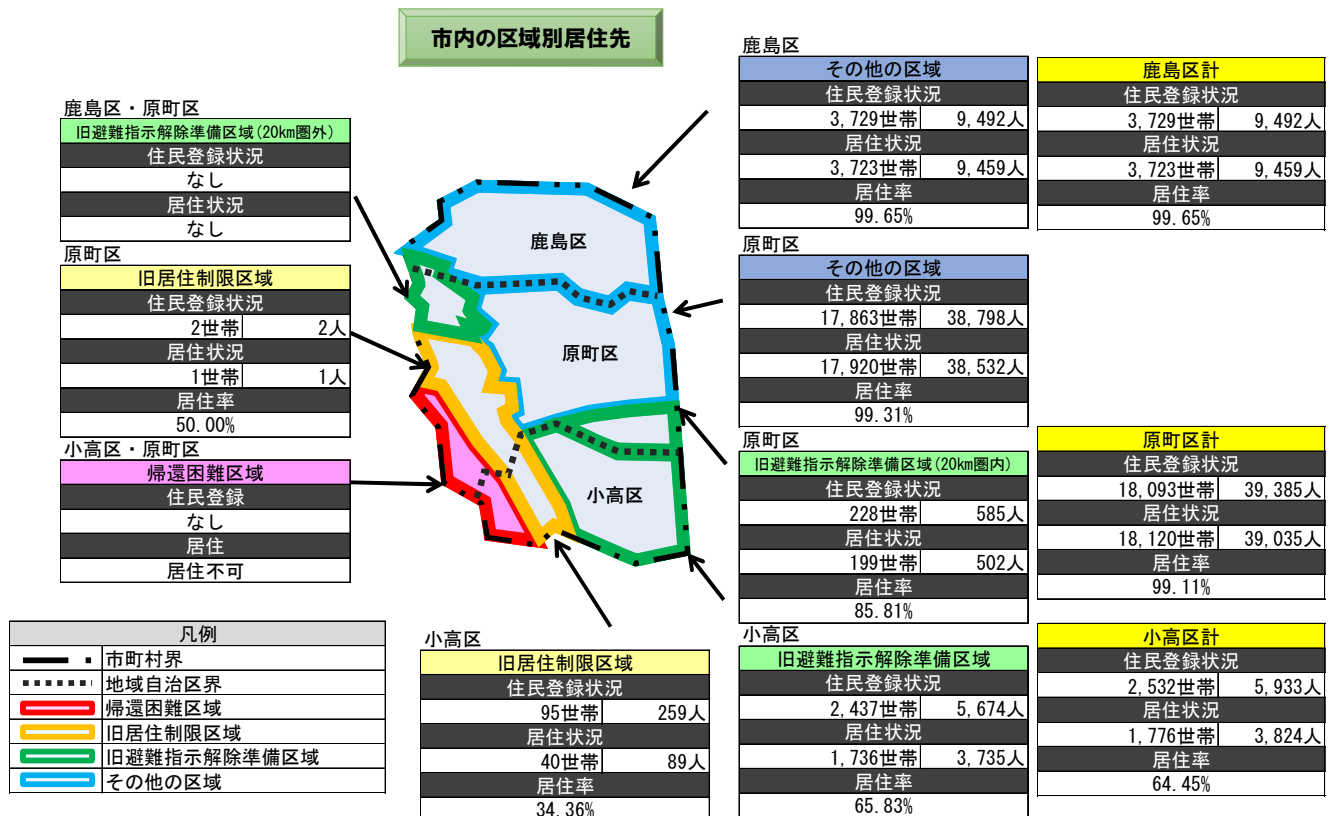 市内の区域別居住先
鹿島区・原町区
旧避難指示解除準備区域(20km圏外)
住民登録状況
なし
居住状況
なし
原町区
旧居住制限区域
住民登録状況
2世帯 2人
居住状況
1世帯 1人
居住率
50.00%
小高区・原町区
帰還困難区域
住民登録
なし
居住
居住不可
鹿島区
原町区
小高区
鹿島区
その他の区域
住民登録状況
3,729世帯 9,492人
居住状況
3,723世帯 9,459人
居住率
99.65%
鹿島区計
住民登録状況
3,729世帯 9,492人
居住状況
3,723世帯 9,459人
居住率
99.65%
原町区
その他の区域
住民登録状況
17,863世帯 38,798人
居住状況
17,920世帯 38,532人
居住率
99.31%
原町区
旧避難指示解除準備区域(20km圏内)
住民登録状況
228世帯 585人
居住状況
199世帯 502人
居住率
85.81%
原町区計
住民登録状況
18,093世帯 39,385人
居住状況
18,120世帯 39,035人
居住率
99.11%
凡例
市町村界
地域自治区界
帰還困難区域
旧居住制限区域
旧避難指示解除準備区域
その他の区域
小高区
旧居住制限区域
住民登録状況
95世帯 259人
居住状況
40世帯 89人
居住率
34.36%
小高区
旧避難指示解除準備区域
住民登録状況
2,437世帯 5,674人
居住状況
1,736世帯 3,735人
居住率
65.83%
小高区計
住民登録状況
2,532世帯 5,933人
居住状況
1,776世帯 3,824人
居住率
64.45%